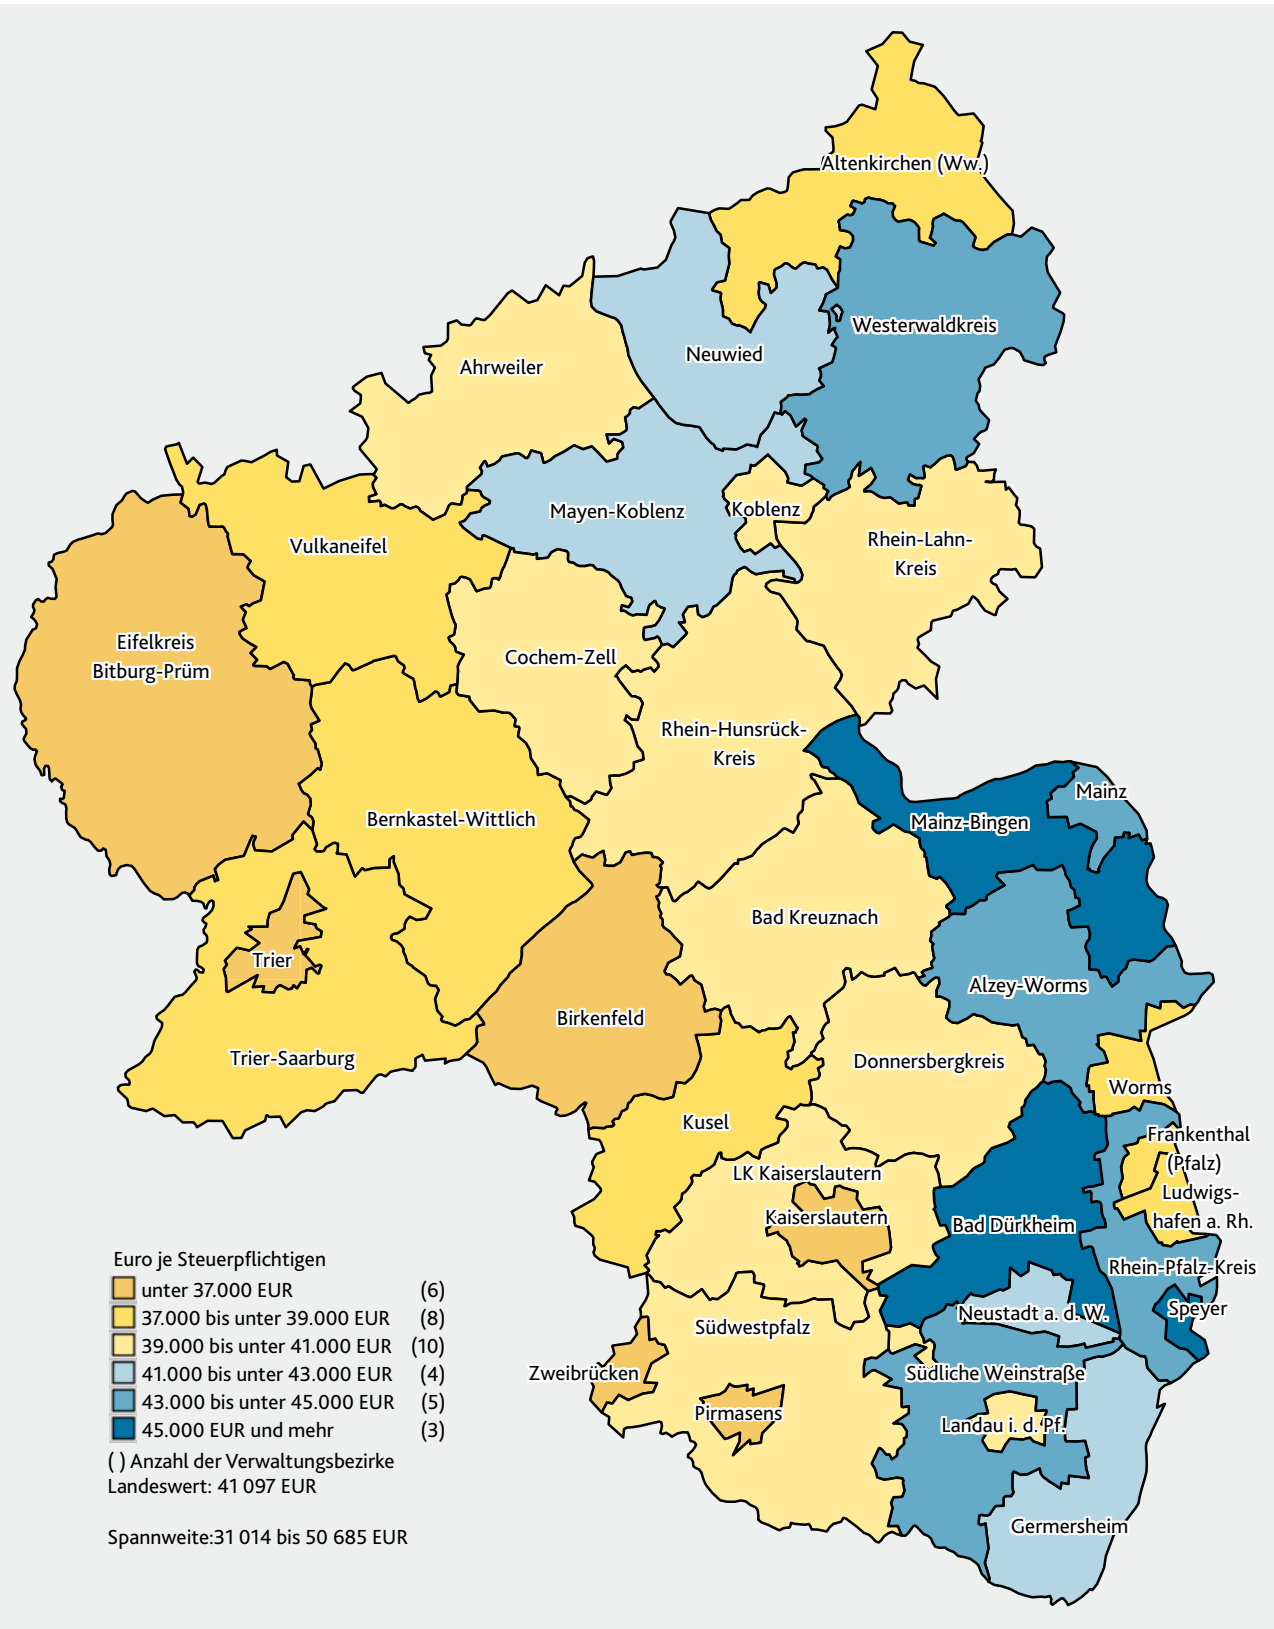 Altenkirchen (Ww.)
Westerwaldkreis
Neuwied
Ahrweiler
Mayen-Koblenz
Koblenz
Rhein-Lahn-
Kreis
Vulkaneifel
Eifelkreis
Bitburg-Prüm
Cochem-Zell
Rhein-Hunsrück-
Kreis
Mainz
Mainz-Bingen
Bernkastel-Wittlich
Bad Kreuznach
Trier
Alzey-Worms
Birkenfeld
Trier-Saarburg
Donnersbergkreis
Worms
Kusel
Frankenthal
(Pfalz)
LK Kaiserslautern
Ludwigs-
hafen a. Rh.
Kaiserslautern
Bad Dürkheim
Rhein-Pfalz-Kreis
Speyer
Neustadt a. d. W.
Südwestpfalz
Zweibrücken
Südliche Weinstraße
Pirmasens
Landau i. d. Pf.
Germersheim
Euro je Steuerpflichtigen
unter 37.000 EUR (6)
37.000 bis unter 39.000 EUR (8)
39.000 bis unter 41.000 EUR (10)
41.000 bis unter 43.000 EUR (4)
43.000 bis unter 45.000 EUR (5)
45.000 EUR und mehr (3)
( ) Anzahl der Verwaltungsbezirke
Landeswert: 41 097 EUR
Spannweite:31 014 bis 50 685 EUR